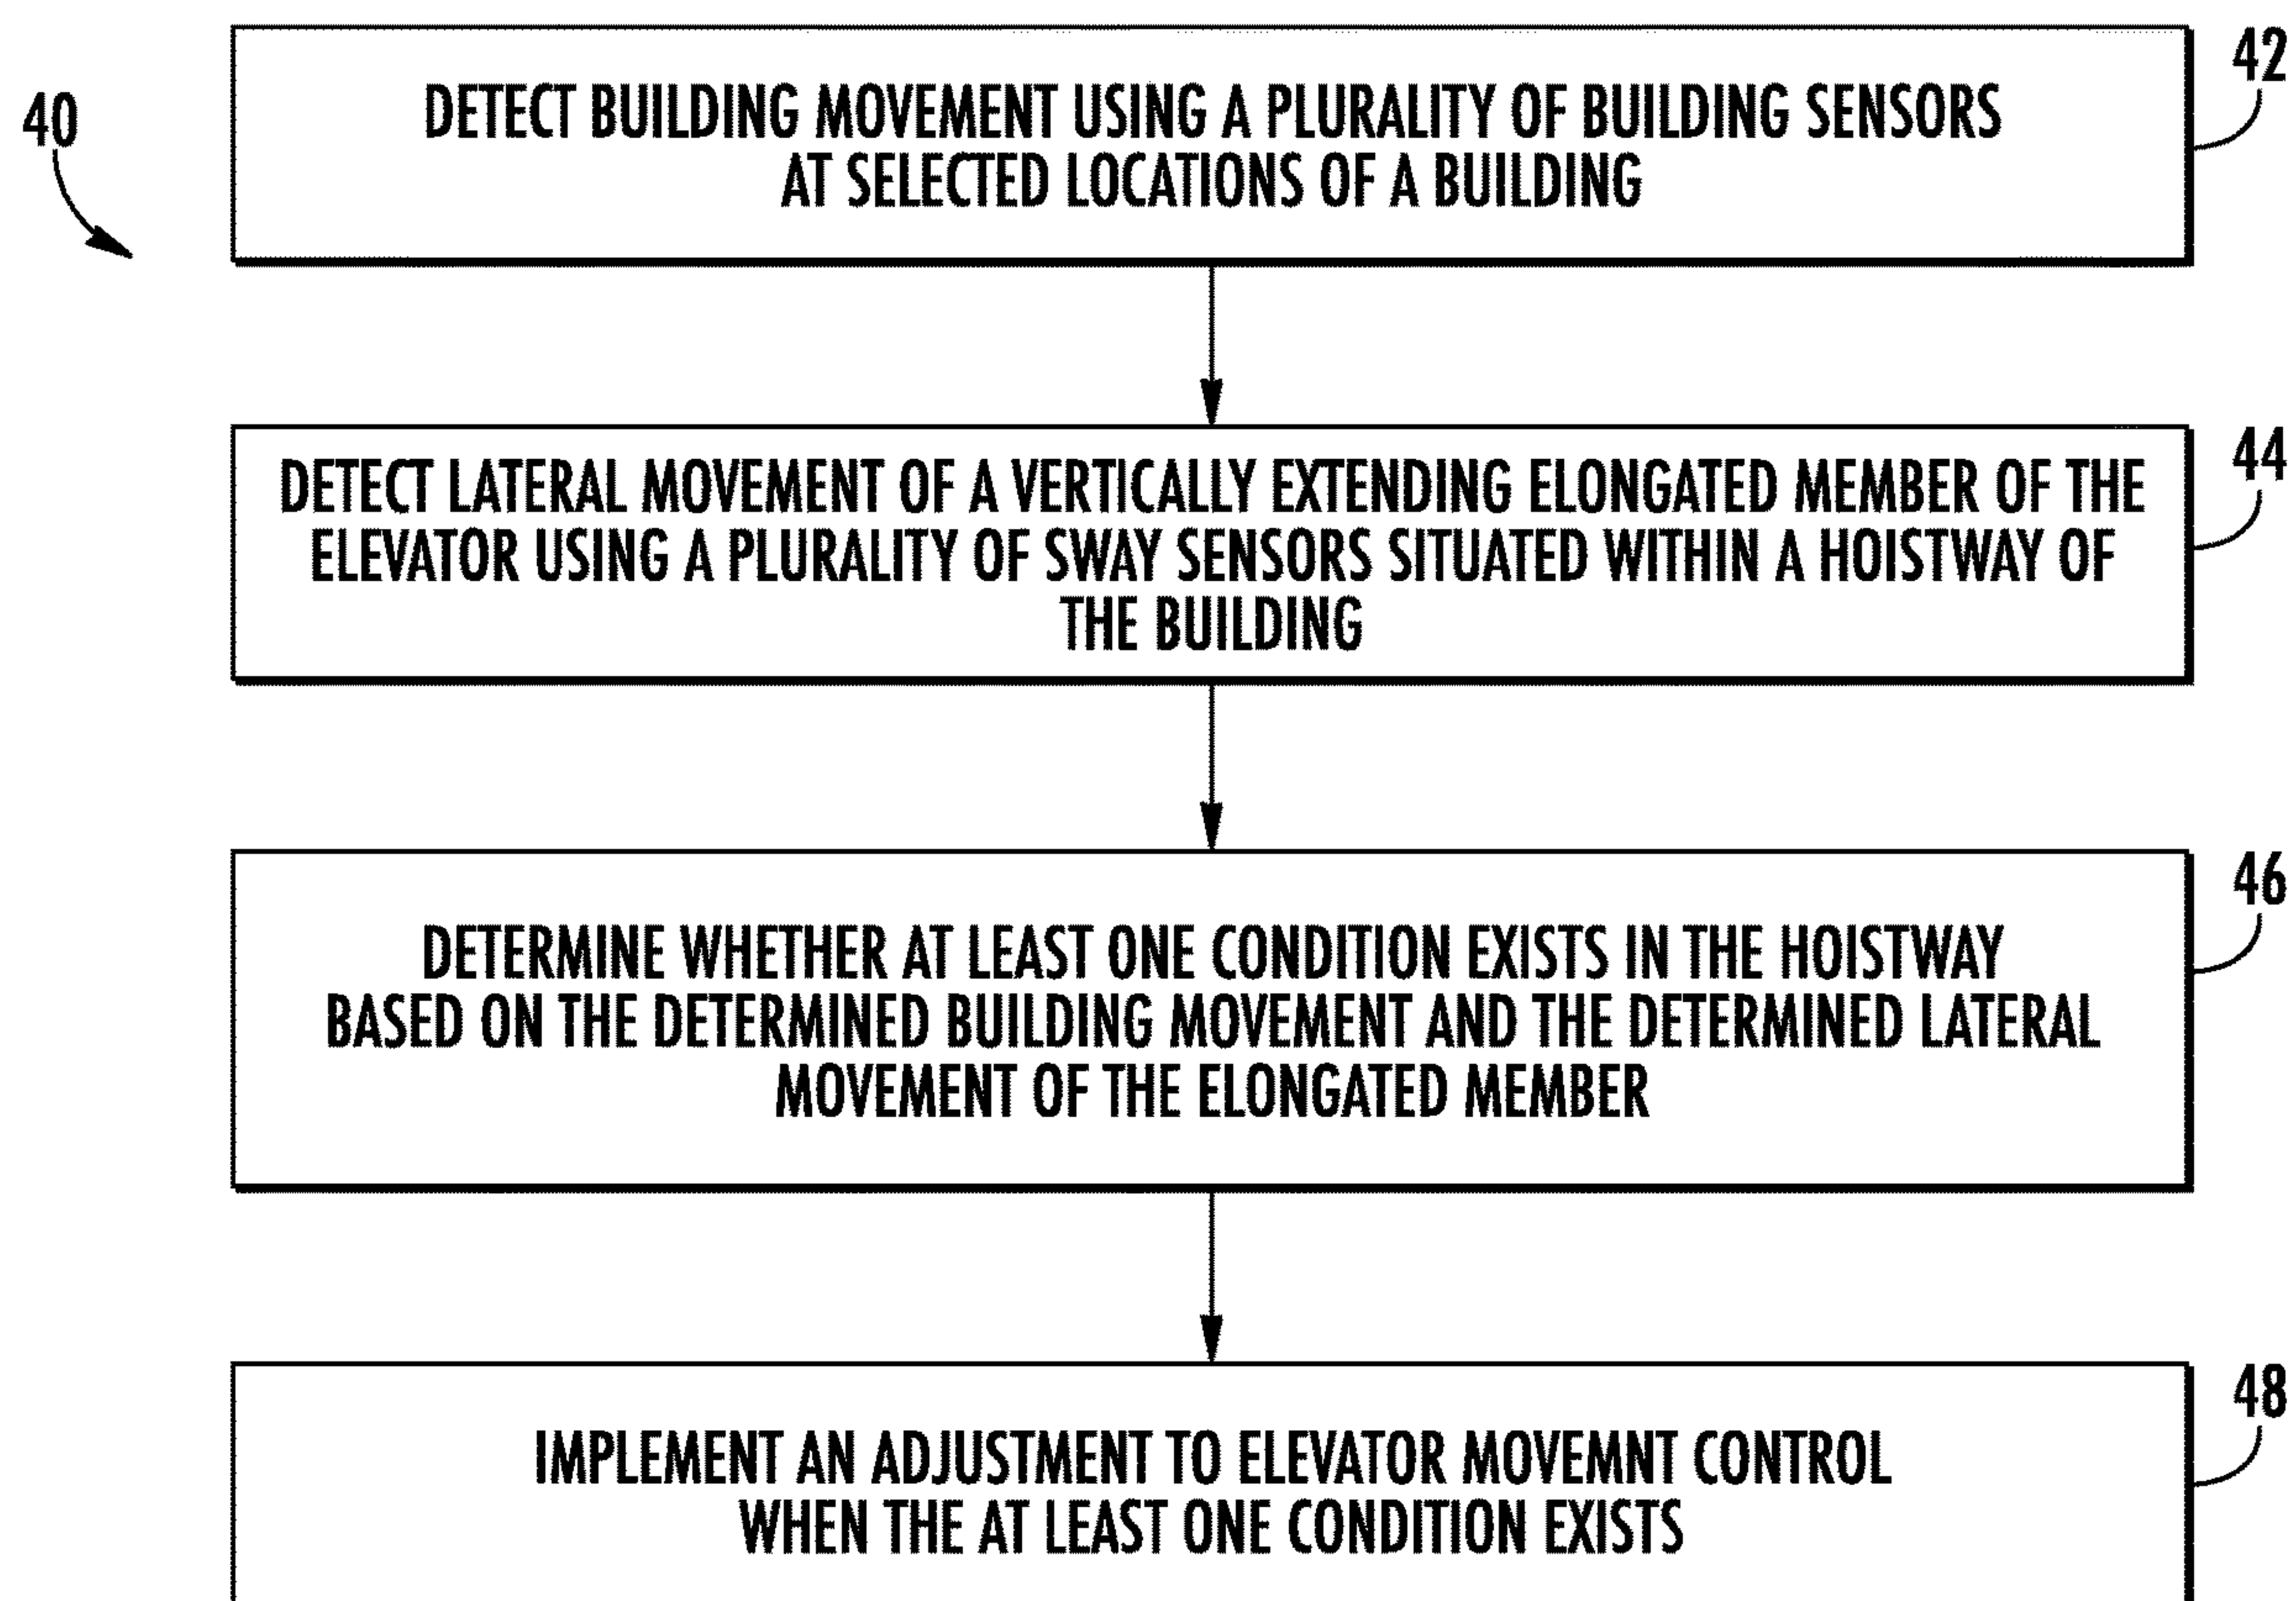 40
DETECT BUILDING MOVEMENT USING A PLURALITY OF BUILDING SENSORS
AT SELECTED LOCATIONS OF A BUILDING
42
DETECT LATERAL MOVEMENT OF A VERTICALLY EXTENDING ELONGATED MEMBER OF THE
ELEVATOR USING A PLURALITY OF SWAY SENSORS SITUATED WITHIN A HOISTWAY OF
THE BUILDING
44
DETERMINE WHETHER AT LEAST ONE CONDITION EXISTS IN THE HOISTWAY
BASED ON THE DETERMINED BUILDING MOVEMENT AND THE DETERMINED LATERAL
MOVEMENT OF THE ELONGATED MEMBER
46
IMPLEMENT AN ADJUSTMENT TO ELEVATOR MOVEMNT CONTROL
WHEN THE AT LEAST ONE CONDITION EXISTS
48